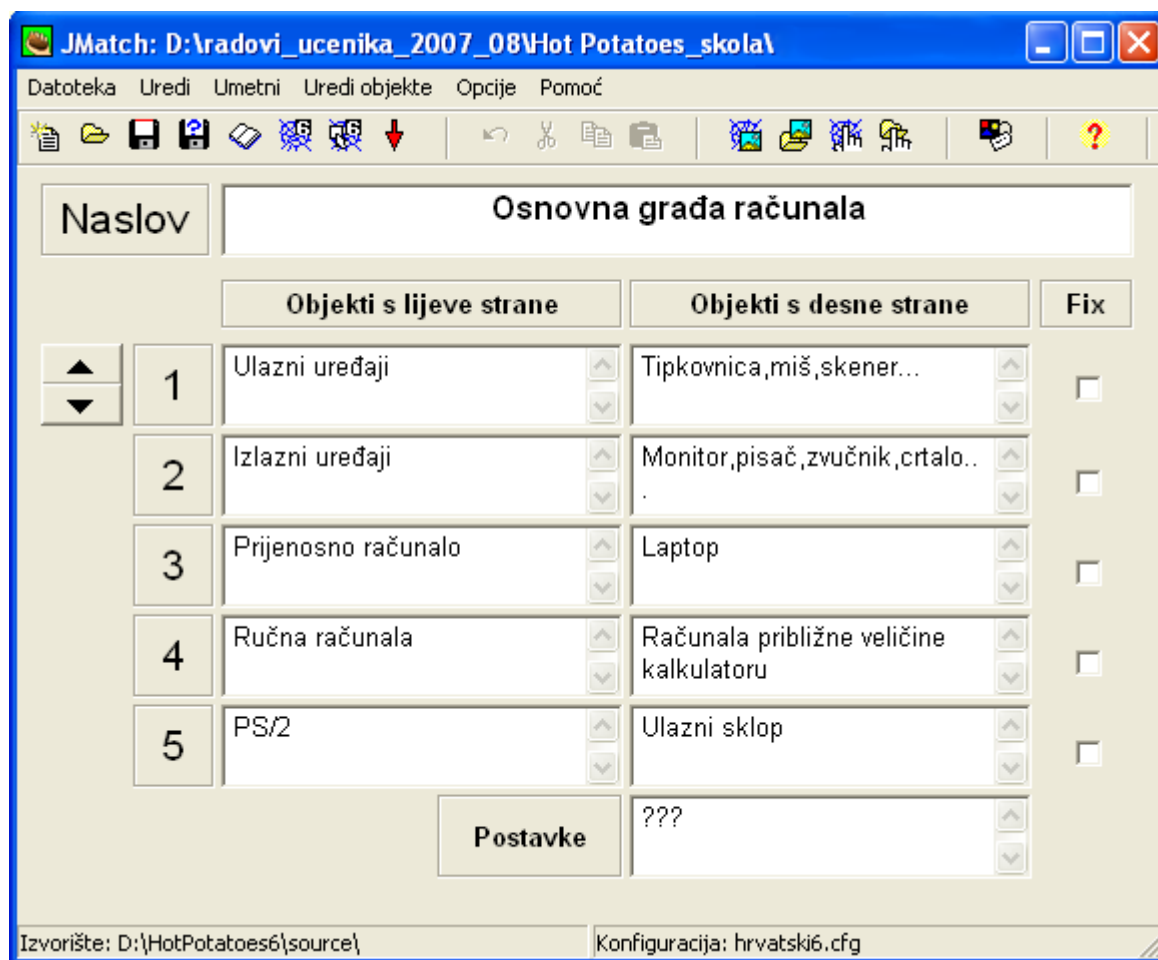 JMatch: D:\radovi_ucenika_2007_08\Hot Potatoes_skola\
Datoteka Uredi Umetni Uredi objekte Opcije Pomoć
Naslov
Osnovna građa računala
Objekti s lijeve strane
Objekti s desne strane
Fix
1
Ulazni uređaji
Tipkovnica,miš,skener...
2
Izlazni uređaji
Monitor,pisač,zvučnik,crtalo..
.
3
Prijenosno računalo
Laptop
4
Ručna računala
Računala približne veličine
kalkulatoru
5
PS/2
Ulazni sklop
Postavke
???
Izvorište: D:\HotPotatoes6\source\
Konfiguracija: hrvatski6.cfg